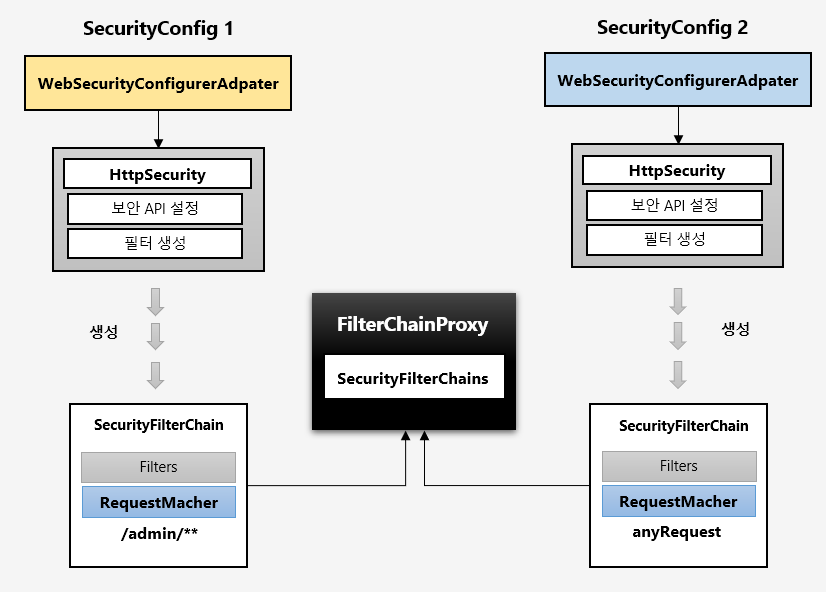 SecurityConfig 1
WebSecurityConfigurerAdpater
HttpSecurity
보안 API 설정
필터 생성
생성
SecurityFilterChain
Filters
RequestMacher
/admin/**
FilterChainProxy
SecurityFilterChains
SecurityConfig 2
WebSecurityConfigurerAdpater
HttpSecurity
보안 API 설정
필터 생성
생성
SecurityFilterChain
Filters
RequestMacher
anyRequest